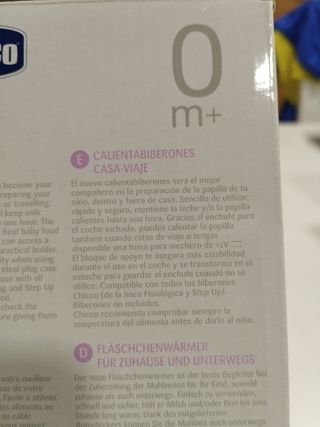 CO
0
m+
E CALIENTABIBERONES
CASA-VIAJE
El nuevo calientabiberones será el mejor
compañero en la preparación de la papilla de tu
niño, dentro y fuera de casa. Sencillo de utilizar,
rápido y seguro, mentiene la leche y/o la papilla
calientes hasta una hora. Gracias al enchufe para
el coche incluido, puedes calentar la papilla
también cuando estas de viaje o tengas
disponible una toma para mechero de 12V
El bloque de apoyo te asegura más estabilidad
durante el uso en el coche y se transforma en el
estuche para guardar el enchufe cuando no se
utilice. Compatible con todos los biberones
Chicco (de la línea Fisiológica y Step Up).
Biberones no incluidos.
Chicco recomienda comprobar siempre la
temperatura del alimento antes de darlo al niño.
become your
reparing your
or travelling.
l keep milk
one hour. The
heat baby food
can access a
practical holder
ity when using
ideal plug case
use with all
g and Step Up
ed.
check the
ore giving them
D FLÄSCHCHENWÄRMER
FÜR ZUHAUSE UND UNTERWEGS
Der neue Fläschchenwärmer ist der beste Begleiter bei
der Zubereitung der Mahlzeiten für Ihr Kind, sowohl
zuhause als auch unterwegs. Einfach zu verwenden,
schnell und sicher, hält er Milch und/oder Brei bis eine
Stunde lang warm. Dank des mitgelieferten
votre meilleur
pas de votre
Facile à utiliser,
des aliments au
au câble